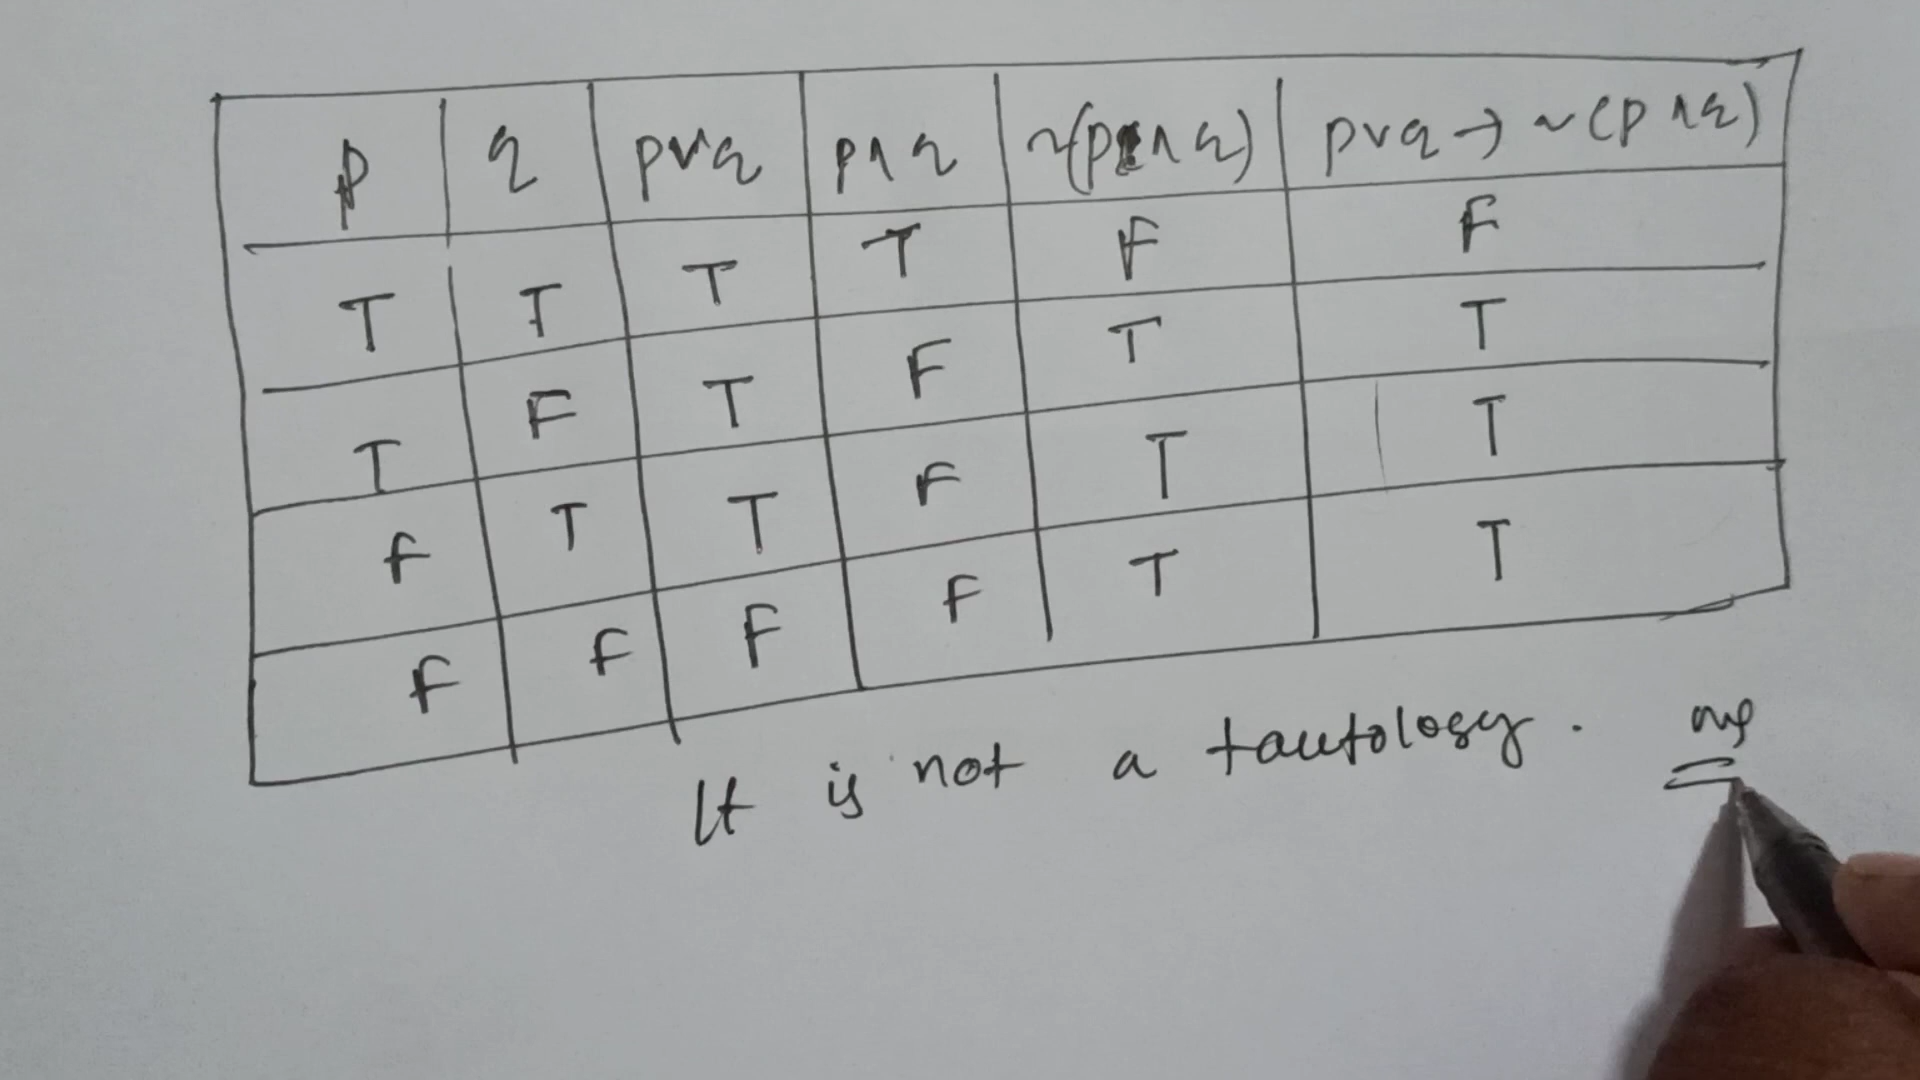 p q p∨q p∧q ~(p∧q) p∨q → ~(p∧q)
T T T T F F
T F T F T T
F T T F T T
F F F F T T
It is not a tautology.